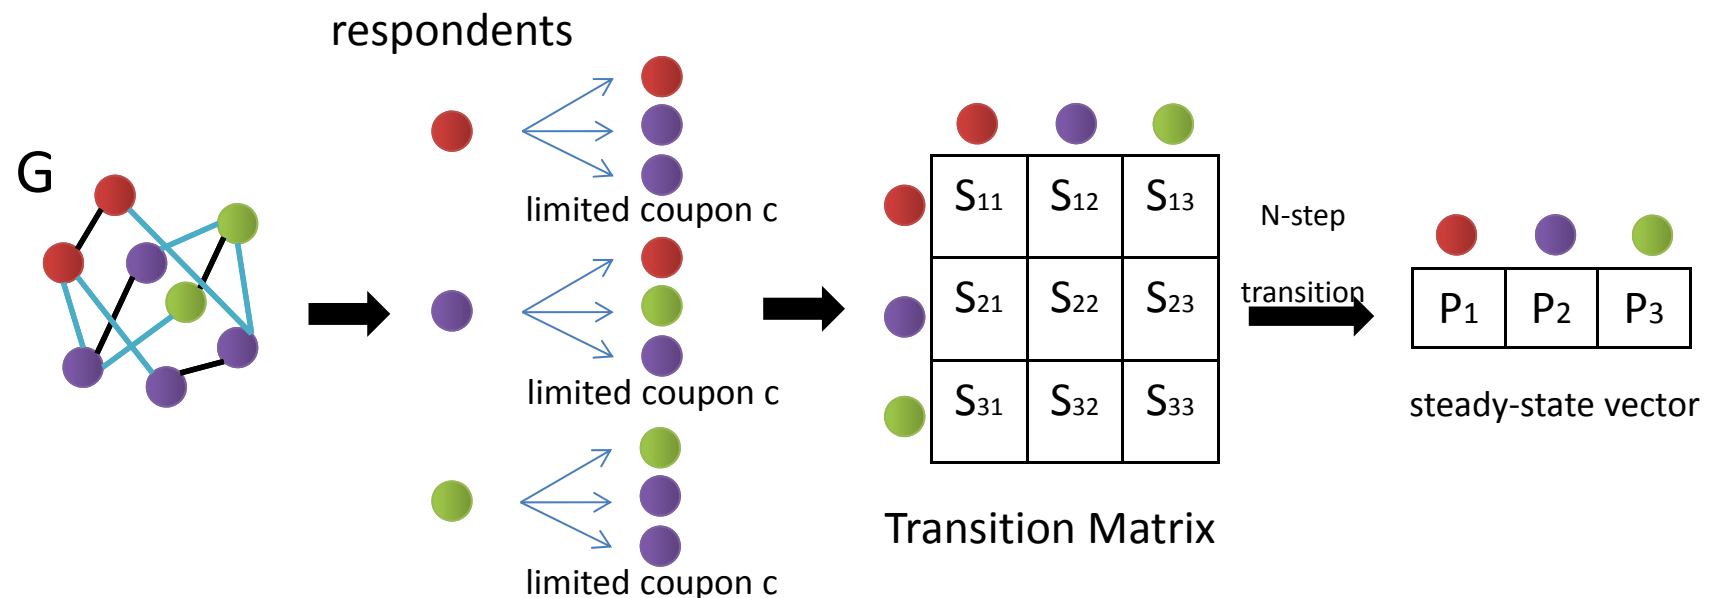 respondents
G
limited coupon c
limited coupon c
limited coupon c
S11 S12 S13
S21 S22 S23
S31 S32 S33
Transition Matrix
N-step
transition
P1 P2 P3
steady-state vector